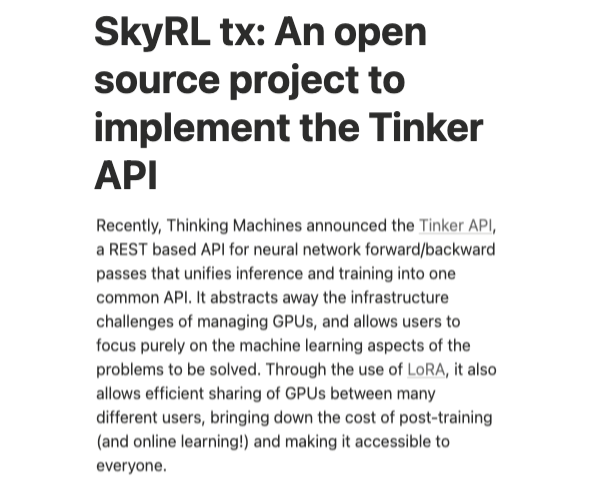 SkyRL tx: An open
source project to
implement the Tinker
API
Recently, Thinking Machines announced the Tinker API,
a REST based API for neural network forward/backward
passes that unifies inference and training into one
common API. It abstracts away the infrastructure
challenges of managing GPUs, and allows users to
focus purely on the machine learning aspects of the
problems to be solved. Through the use of LoRA, it also
allows efficient sharing of GPUs between many
different users, bringing down the cost of post-training
(and online learning!) and making it accessible to
everyone.